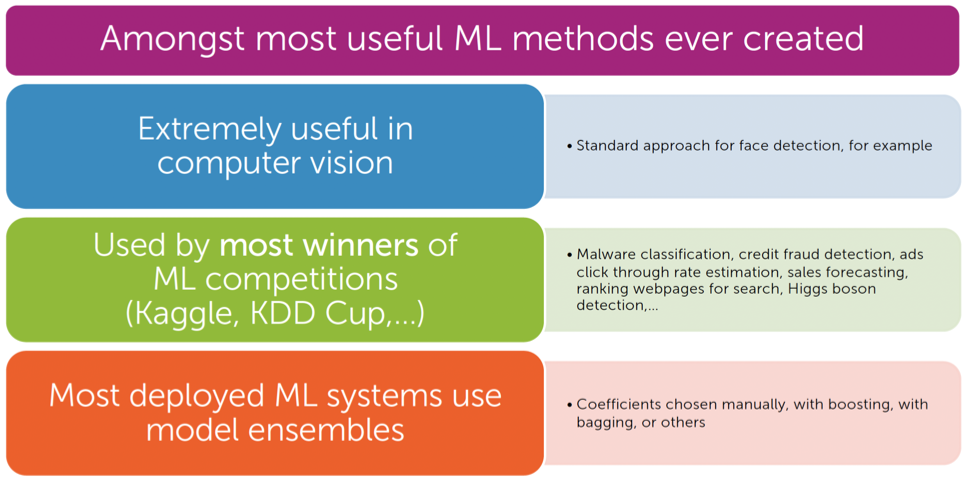 Amongst most useful ML methods ever created
Extremely useful in
computer vision
• Standard approach for face detection, for example
Used by most winners of
ML competitions
(Kaggle, KDD Cup,...)
• Malware classification, credit fraud detection, ads
click through rate estimation, sales forecasting,
ranking webpages for search, Higgs boson
detection,...
Most deployed ML systems use
model ensembles
• Coefficients chosen manually, with boosting, with
bagging, or others